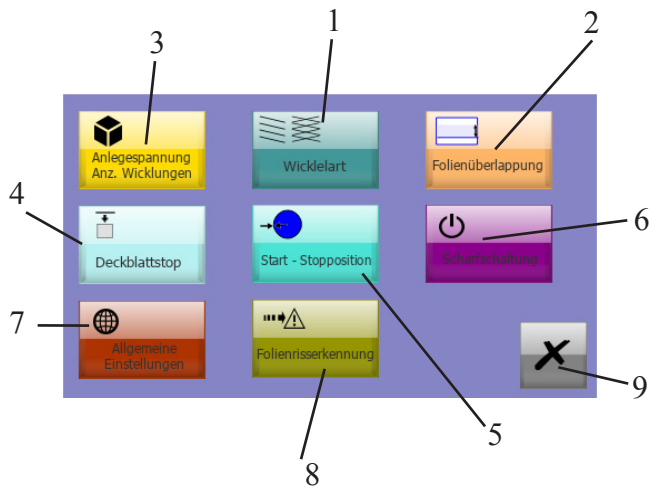 1
2
3
Anlegespannung
Anz. Wicklungen
Wicklelart
Folienüberlappung
4
6
Deckblattstop
Start - Stopposition
Scharfschaltung
7
Allgemeine
Einstellungen
Folienrisserkennung
9
5
8